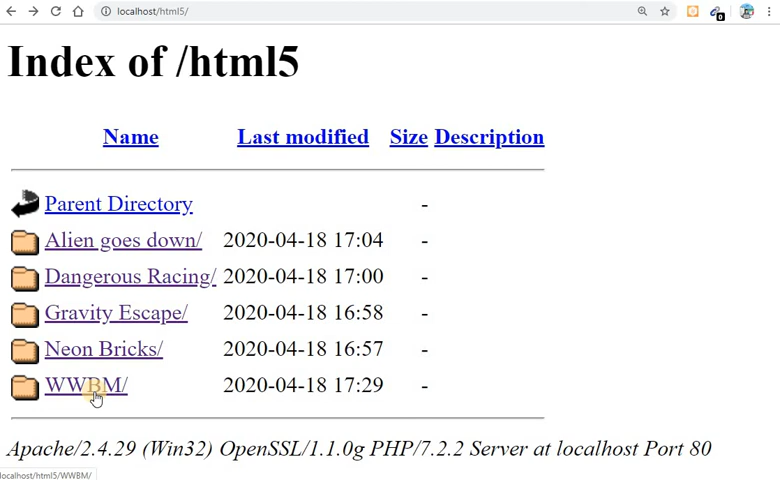 localhost/html5/
0
Index of /html5
Name Last modified Size Description
Parent Directory -
Alien goes down/ 2020-04-18 17:04 -
Dangerous Racing/ 2020-04-18 17:00 -
Gravity Escape/ 2020-04-18 16:58 -
Neon Bricks/ 2020-04-18 16:57 -
WWBM/ 2020-04-18 17:29 -
Apache/2.4.29 (Win32) OpenSSL/1.1.0g PHP/7.2.2 Server at localhost Port 80
localhost/html5/WWBM/